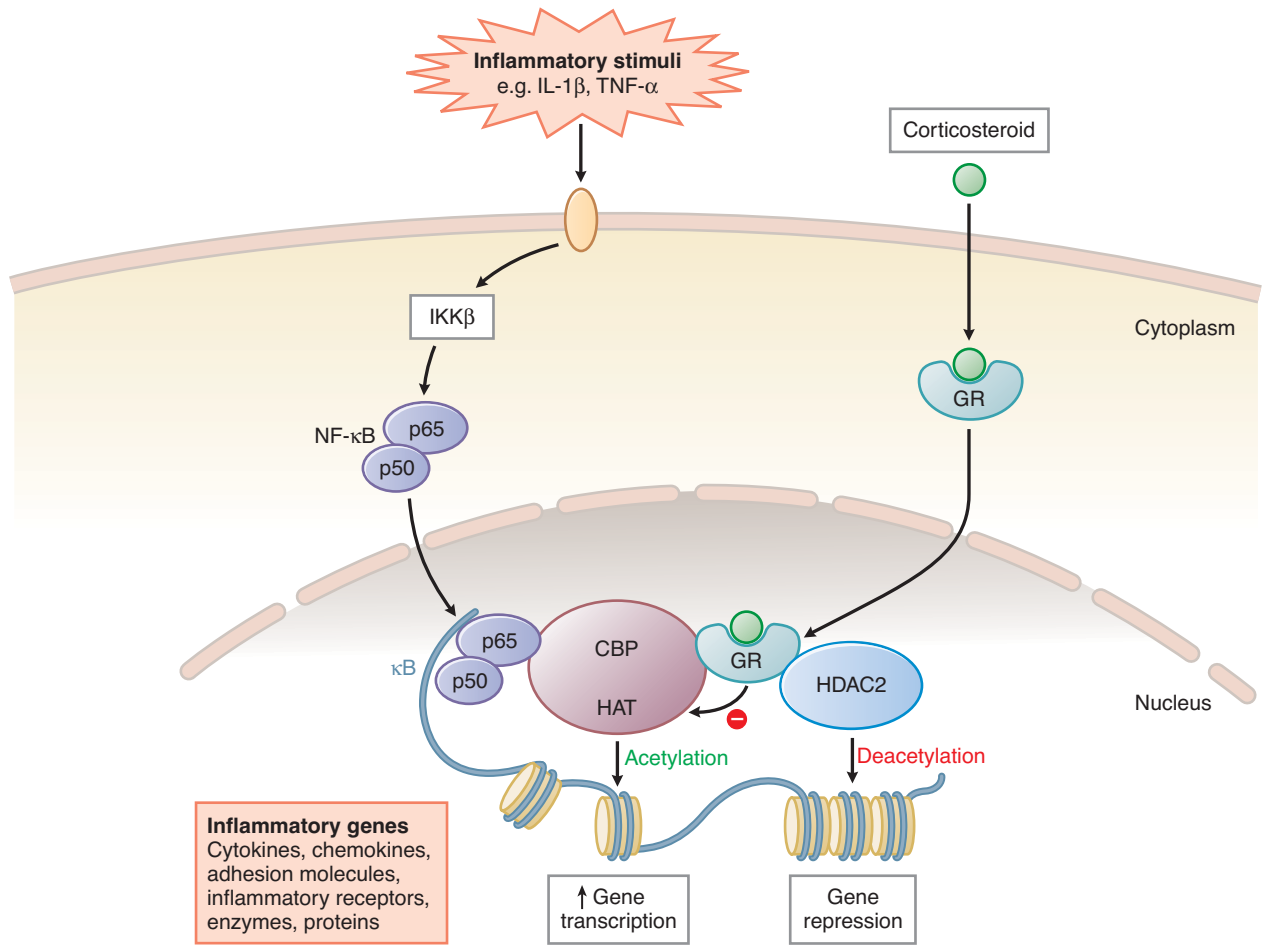 Inflammatory stimuli
e.g. IL-1β, TNF-α
Corticosteroid
Cytoplasm
IKKβ
GR
NF-κB
p65
p50
p65
p50
κB
CBP
HAT
GR
HDAC2
Nucleus
Acetylation
Deacetylation
Inflammatory genes
Cytokines, chemokines,
adhesion molecules,
inflammatory receptors,
enzymes, proteins
↑ Gene
transcription
Gene
repression